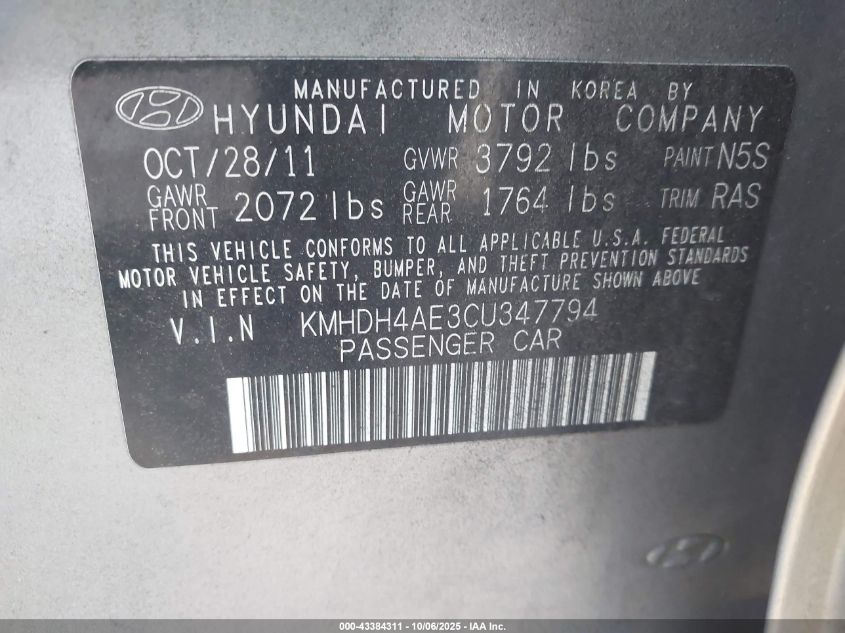 MANUFACTURED IN KOREA BY
HYUNDAI MOTOR COMPANY
OCT/28/11 GVWR 3792 lbs PAINT N5S
GAWR FRONT 2072 lbs GAWR REAR 1764 lbs TRIM RAS
THIS VEHICLE CONFORMS TO ALL APPLICABLE U.S.A. FEDERAL
MOTOR VEHICLE SAFETY, BUMPER, AND THEFT PREVENTION STANDARDS
IN EFFECT ON THE DATE OF MANUFACTURE SHOWN ABOVE
V.I.N KMHDH4AE3CU347794
PASSENGER CAR
000-43384311 - 10/06/2025 - IAA Inc.